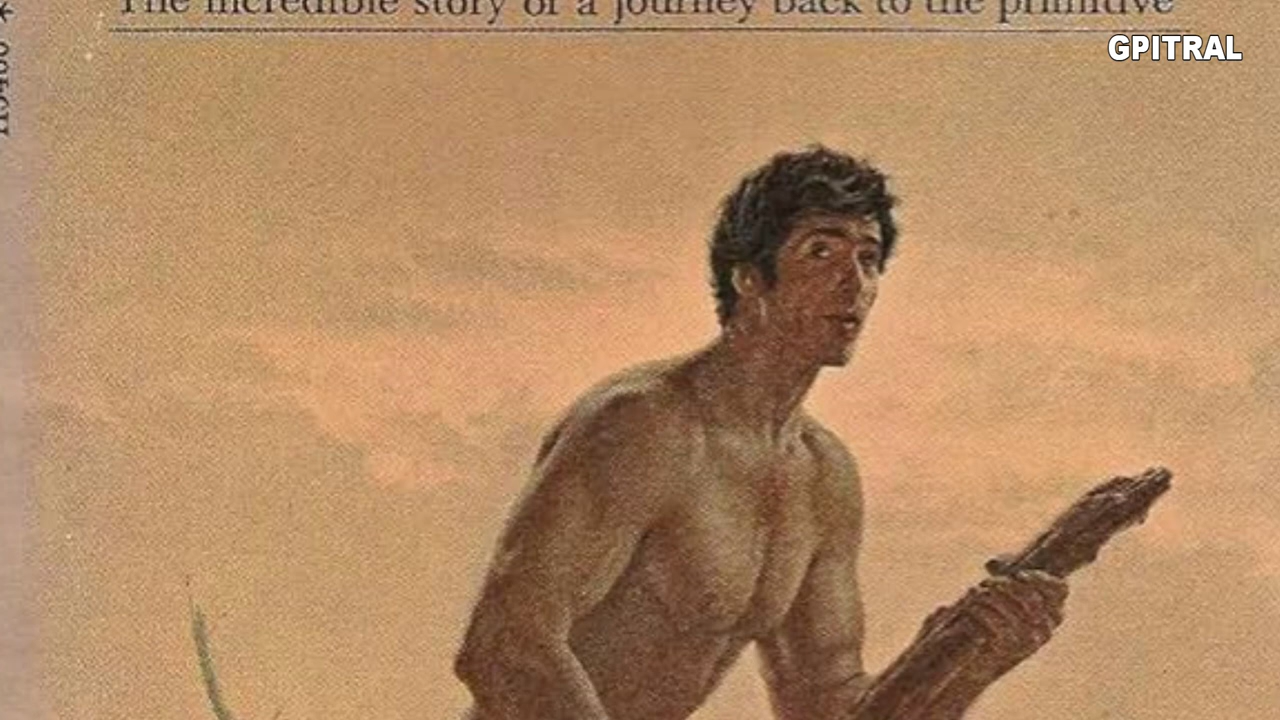 The incredible story of a journey back to the primitive
GPITRAL